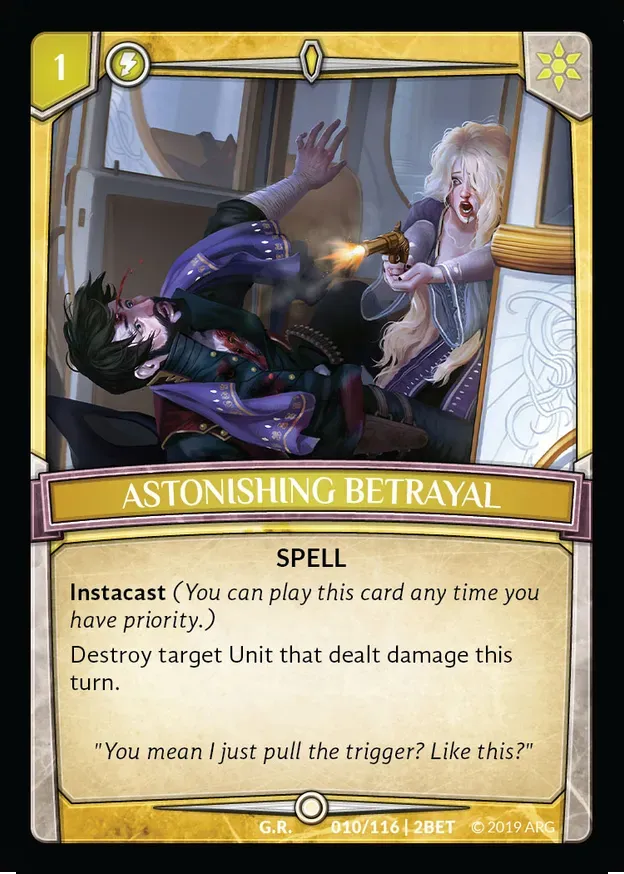 1
ASTONISHING BETRAYAL
SPELL
Instacast (You can play this card any time you
have priority.)
Destroy target Unit that dealt damage this
turn.
"You mean I just pull the trigger? Like this?"
G.R. 010/116 | 2BET © 2019 ARG